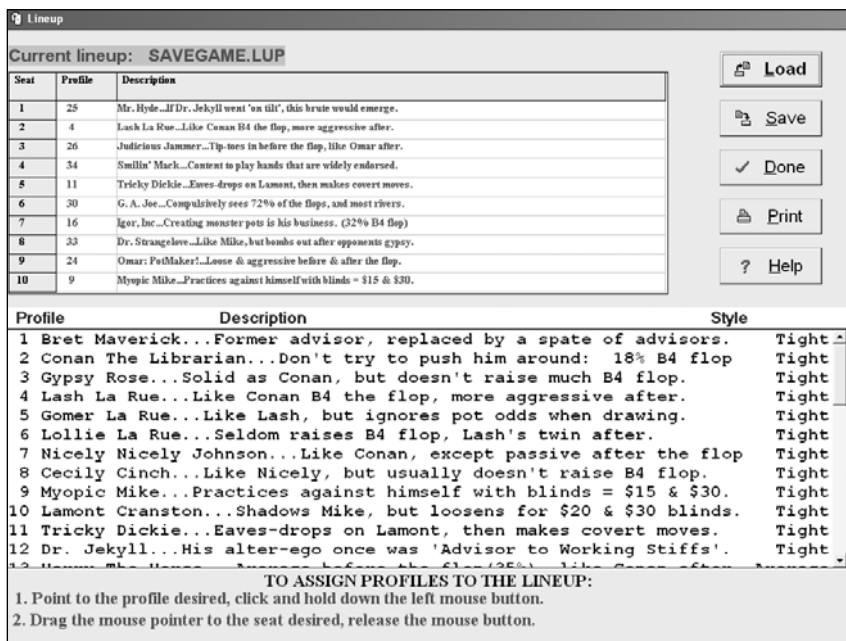 Lineup
Current lineup: SAVEGAME.LUP
Seat Profile Description
1 25 Mr. Hyde...If Dr. Jekyll went 'on tilt', this brute would emerge.
2 4 Lash La Rue...Like Conan B4 the flop, more aggressive after.
3 26 Judicious Jammer...Tip-toes in before the flop, like Omar after.
4 34 Smilin' Mack...Content to play hands that are widely endorsed.
5 11 Tricky Dickie...Eaves-drops on Lamont, then makes covert moves.
6 30 G. A. Joe...Compulsively sees 72% of the flops, and most rivers.
7 16 Igor, Inc...Creating monster pots is his business. (32% B4 flop)
8 33 Dr. Strangelove...Like Mike, but bombs out after opponents gypsy.
9 24 Omar: PotMaker!...Loose & aggressive before & after the flop.
10 9 Myopic Mike...Practices against himself with blinds = $15 & $30.
Load
Save
Done
Print
? Help
Profile Description Style
1 Bret Maverick...Former advisor, replaced by a spate of advisors. Tight
2 Conan The Librarian...Don't try to push him around: 18% B4 flop Tight
3 Gypsy Rose...Solid as Conan, but doesn't raise much B4 flop. Tight
4 Lash La Rue...Like Conan B4 the flop, more aggressive after. Tight
5 Gomer La Rue...Like Lash, but ignores pot odds when drawing. Tight
6 Lollie La Rue...Seldom raises B4 flop, Lash's twin after. Tight
7 Nicely Nicely Johnson...Like Conan, except passive after the flop Tight
8 Cecily Cinch...Like Nicely, but usually doesn't raise B4 flop. Tight
9 Myopic Mike...Practices against himself with blinds = $15 & $30. Tight
10 Lamont Cranston...Shadows Mike, but loosens for $20 & $30 blinds. Tight
11 Tricky Dickie...Eaves-drops on Lamont, then makes covert moves. Tight
12 Dr. Jekyll...His alter-ego once was 'Advisor to Working Stiffs'. Tight
TO ASSIGN PROFILES TO THE LINEUP:
1. Point to the profile desired, click and hold down the left mouse button.
2. Drag the mouse pointer to the seat desired, release the mouse button.